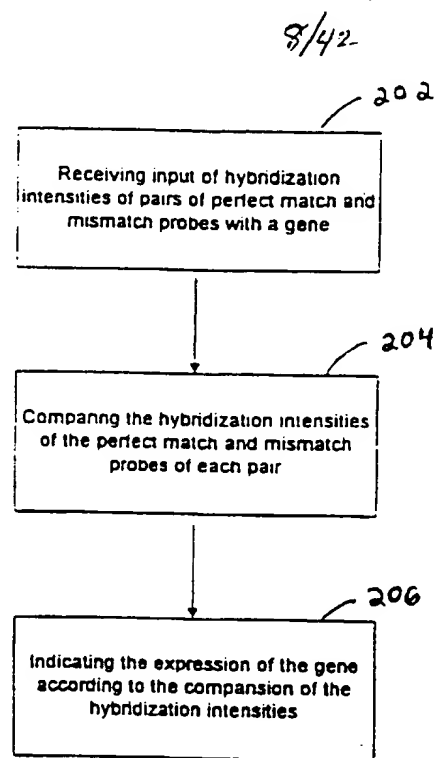 8/42
202
Receiving input of hybridization
intensities of pairs of perfect match and
mismatch probes with a gene
204
Comparing the hybridization intensities
of the perfect match and mismatch
probes of each pair
206
Indicating the expression of the gene
according to the compansion of the
hybridization intensities